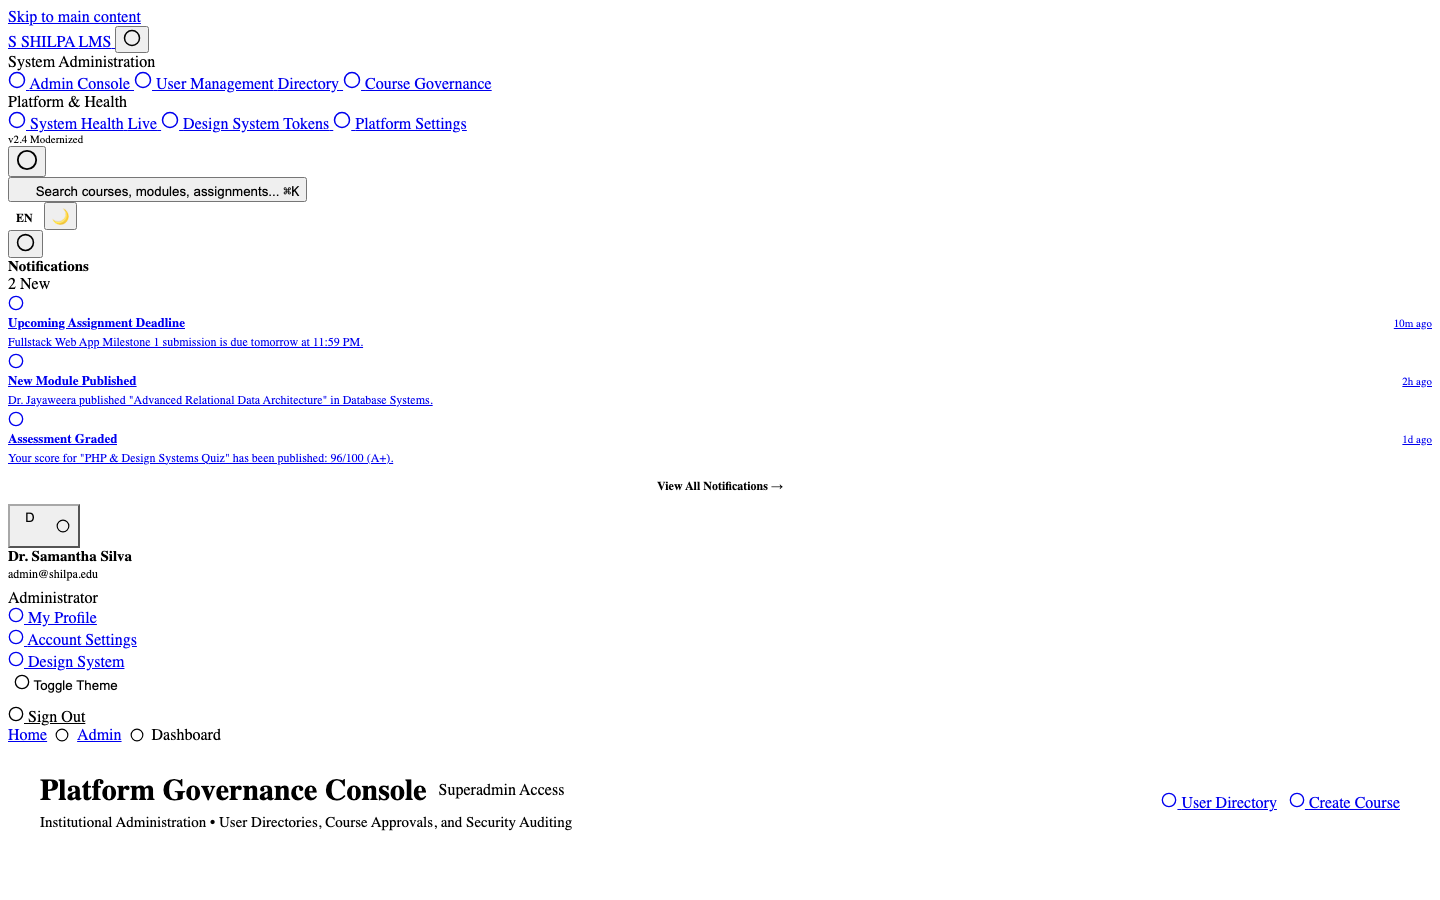 Skip to main content
S SHILPA LMS
System Administration
Admin Console User Management Directory Course Governance
Platform & Health
System Health Live Design System Tokens Platform Settings
v2.4 Modernized
Search courses, modules, assignments... ⌘K
EN 🌙
Notifications
2 New
Upcoming Assignment Deadline 10m ago
Fullstack Web App Milestone 1 submission is due tomorrow at 11:59 PM.
New Module Published 2h ago
Dr. Jayaweera published "Advanced Relational Data Architecture" in Database Systems.
Assessment Graded 1d ago
Your score for "PHP & Design Systems Quiz" has been published: 96/100 (A+).
View All Notifications →
D
Dr. Samantha Silva
admin@shilpa.edu
Administrator
My Profile
Account Settings
Design System
Toggle Theme
Sign Out
Home Admin Dashboard
Platform Governance Console Superadmin Access
Institutional Administration • User Directories, Course Approvals, and Security Auditing
User Directory Create Course